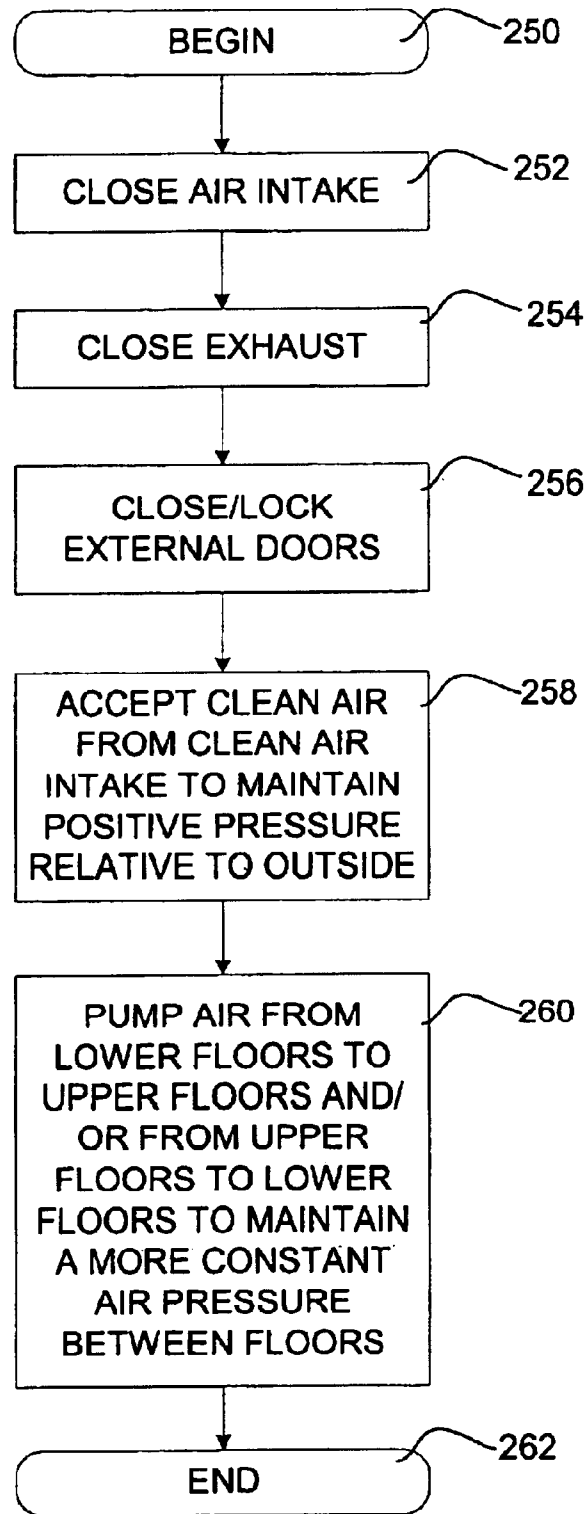 BEGIN
250
CLOSE AIR INTAKE
252
CLOSE EXHAUST
254
CLOSE/LOCK
EXTERNAL DOORS
256
ACCEPT CLEAN AIR
FROM CLEAN AIR
INTAKE TO MAINTAIN
POSITIVE PRESSURE
RELATIVE TO OUTSIDE
258
PUMP AIR FROM
LOWER FLOORS TO
UPPER FLOORS AND/
OR FROM UPPER
FLOORS TO LOWER
FLOORS TO MAINTAIN
A MORE CONSTANT
AIR PRESSURE
BETWEEN FLOORS
260
END
262